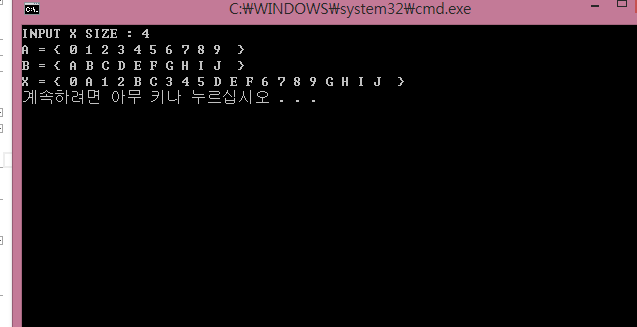 C:₩WINDOWS₩system32₩cmd.exe
INPUT X SIZE : 4
A = { 0 1 2 3 4 5 6 7 8 9  }
B = { A B C D E F G H I J  }
X = { 0 A 1 2 B C 3 4 5 D E F 6 7 8 9 G H I J  }
계속하려면 아무 키나 누르십시오 . . .